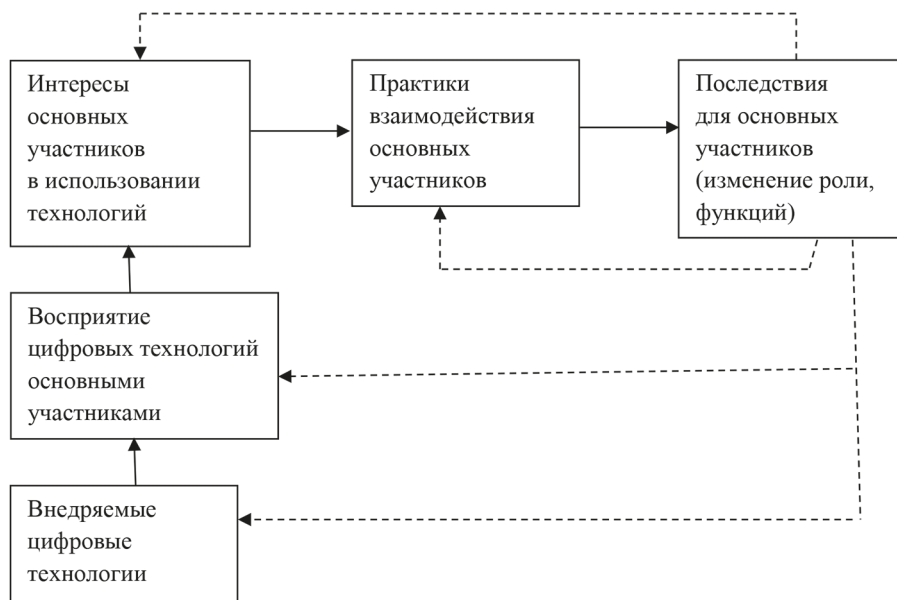 Интересы
основных
участников
в использовании
технологий
Практики
взаимодействия
основных
участников
Последствия
для основных
участников
(изменение роли,
функций)
Восприятие
цифровых технологий
основными
участниками
Внедряемые
цифровые
технологии